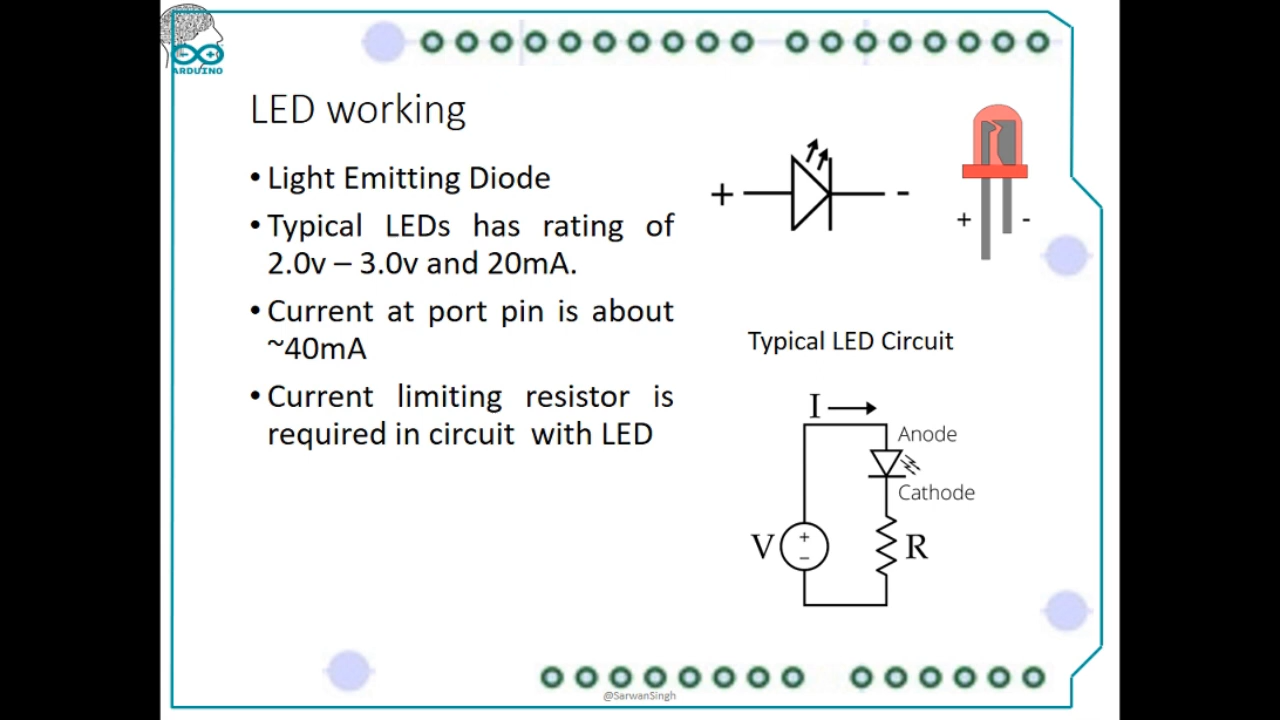 ARDUINO
LED working
• Light Emitting Diode
• Typical LEDs has rating of
2.0v – 3.0v and 20mA.
• Current at port pin is about
~40mA
• Current limiting resistor is
required in circuit with LED
+ -
+ -
Typical LED Circuit
I
Anode
Cathode
V
+
−
R
@SarwanSingh